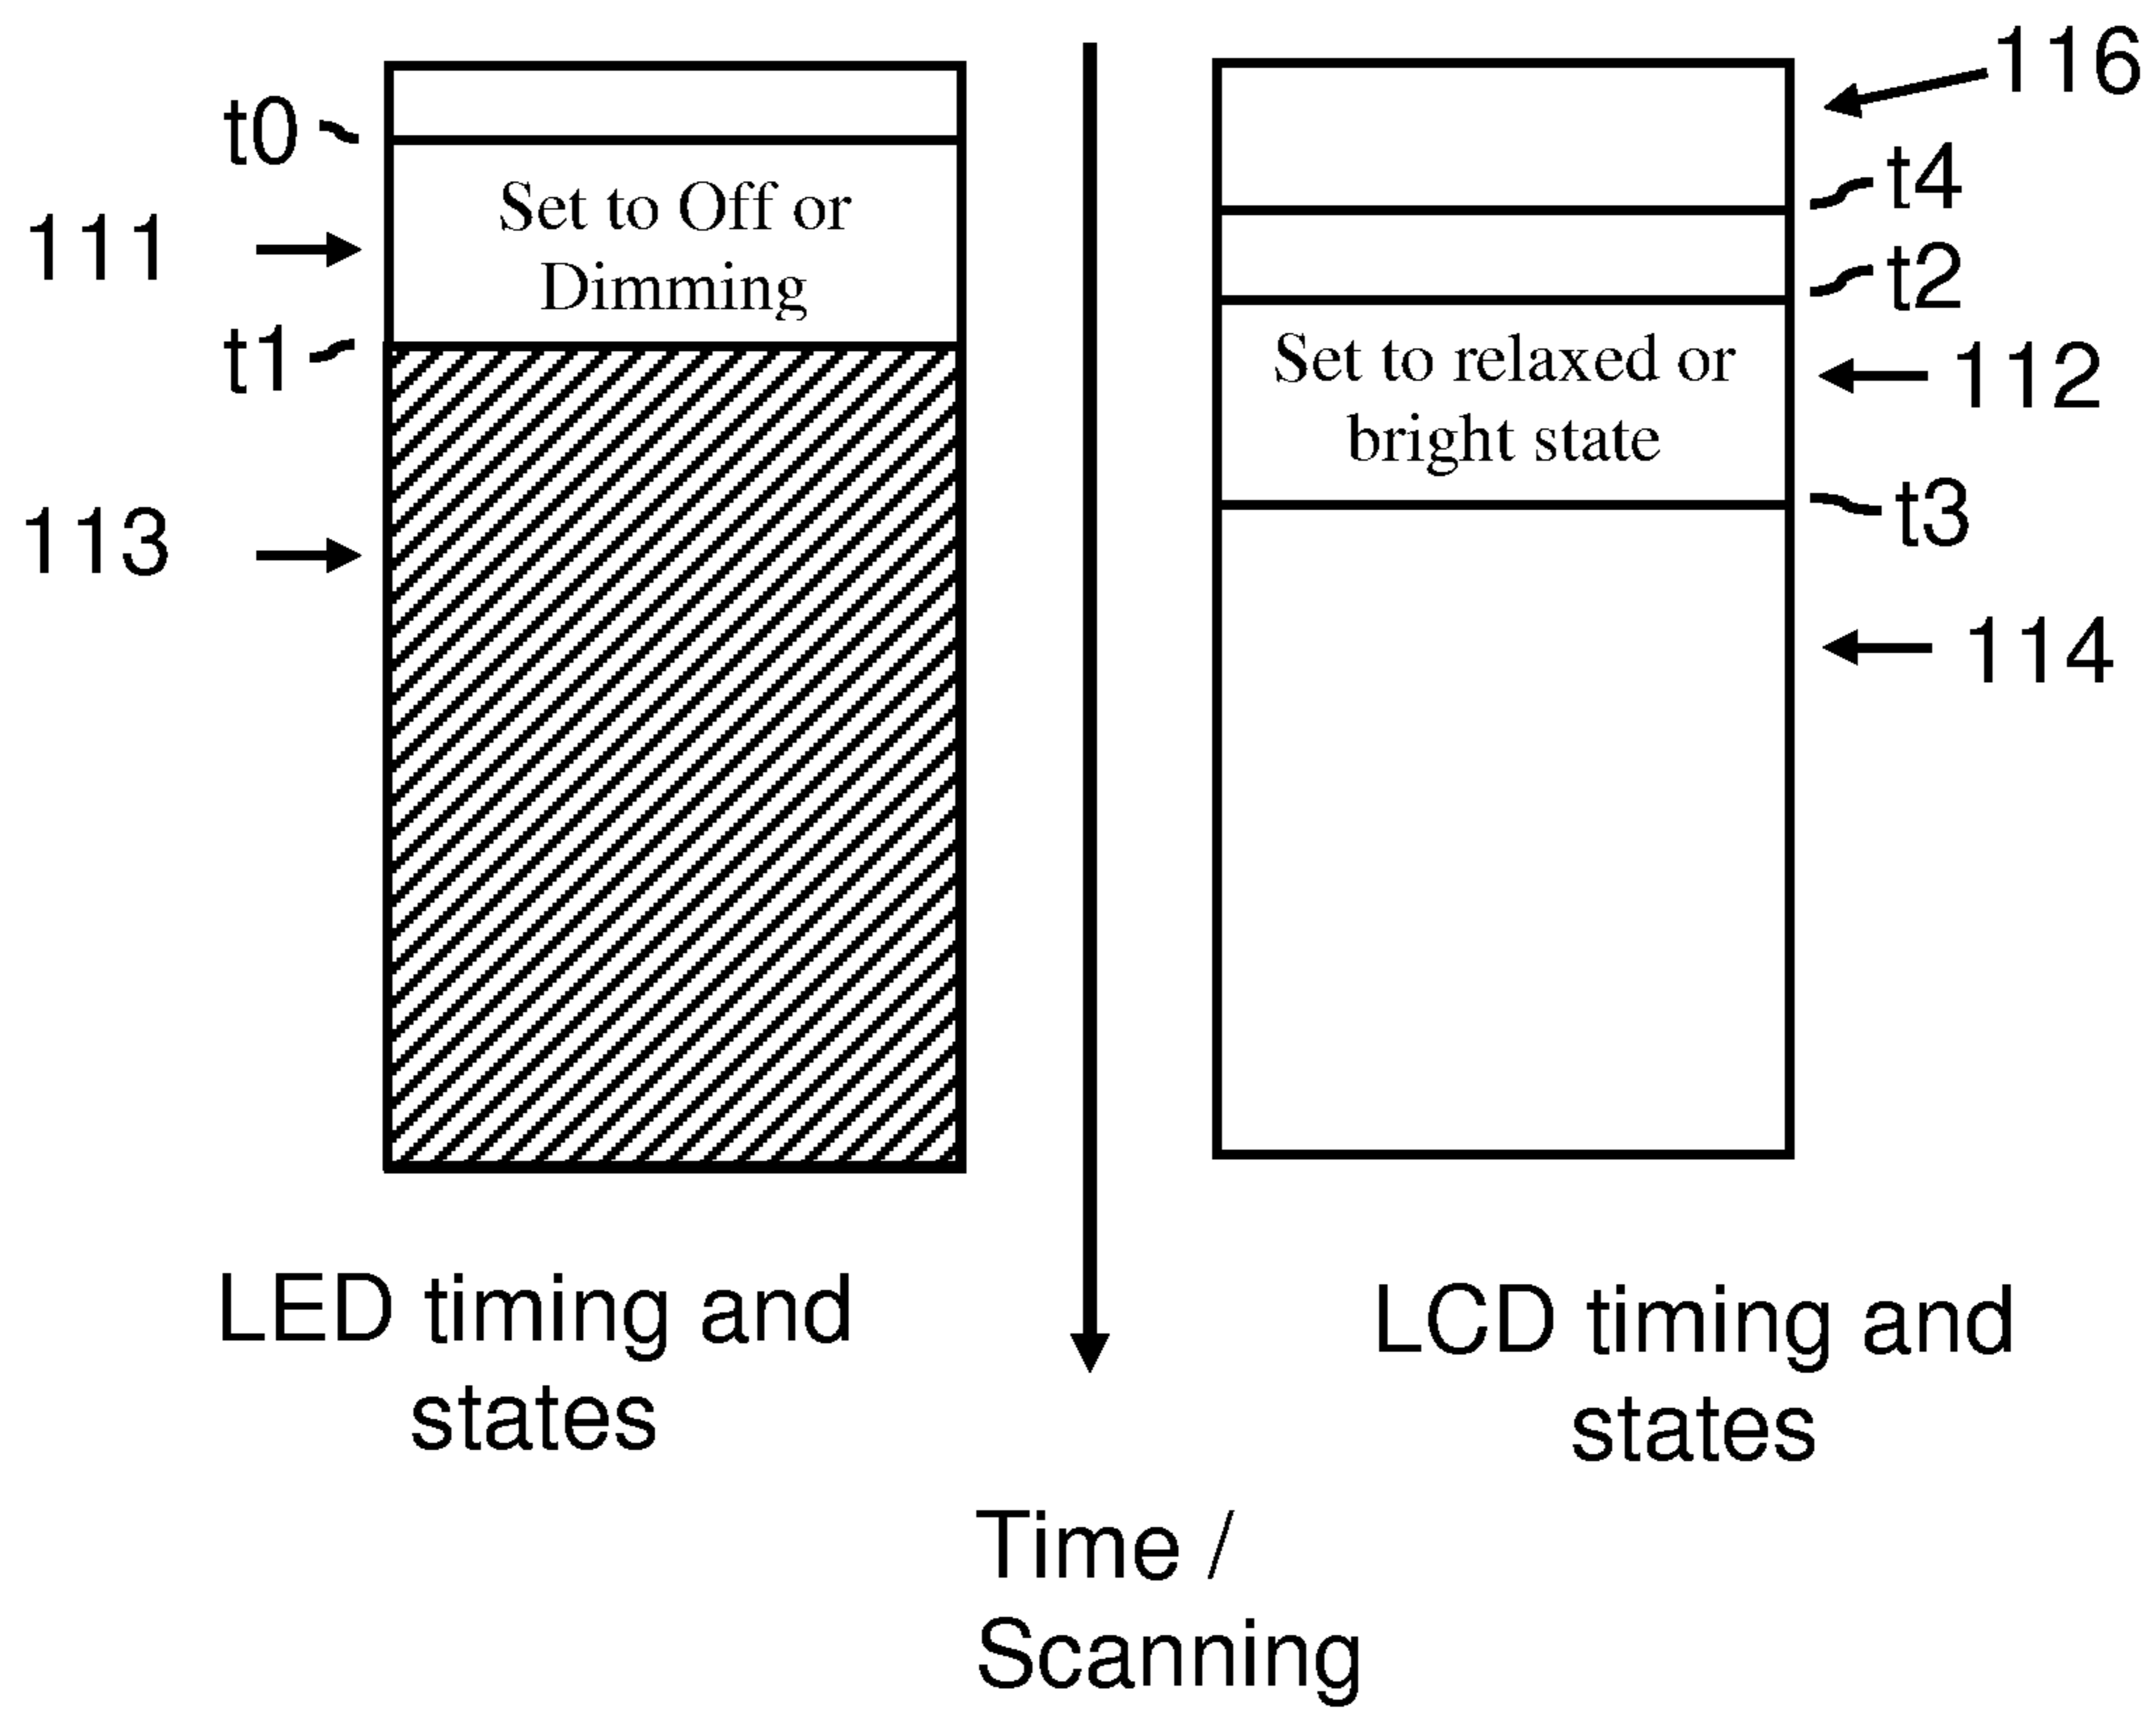 116
t0
t4
Set to Off or
Dimming
111
t2
t1
Set to relaxed or
bright state
112
t3
113
114
LED timing and
states
LCD timing and
states
Time /
Scanning